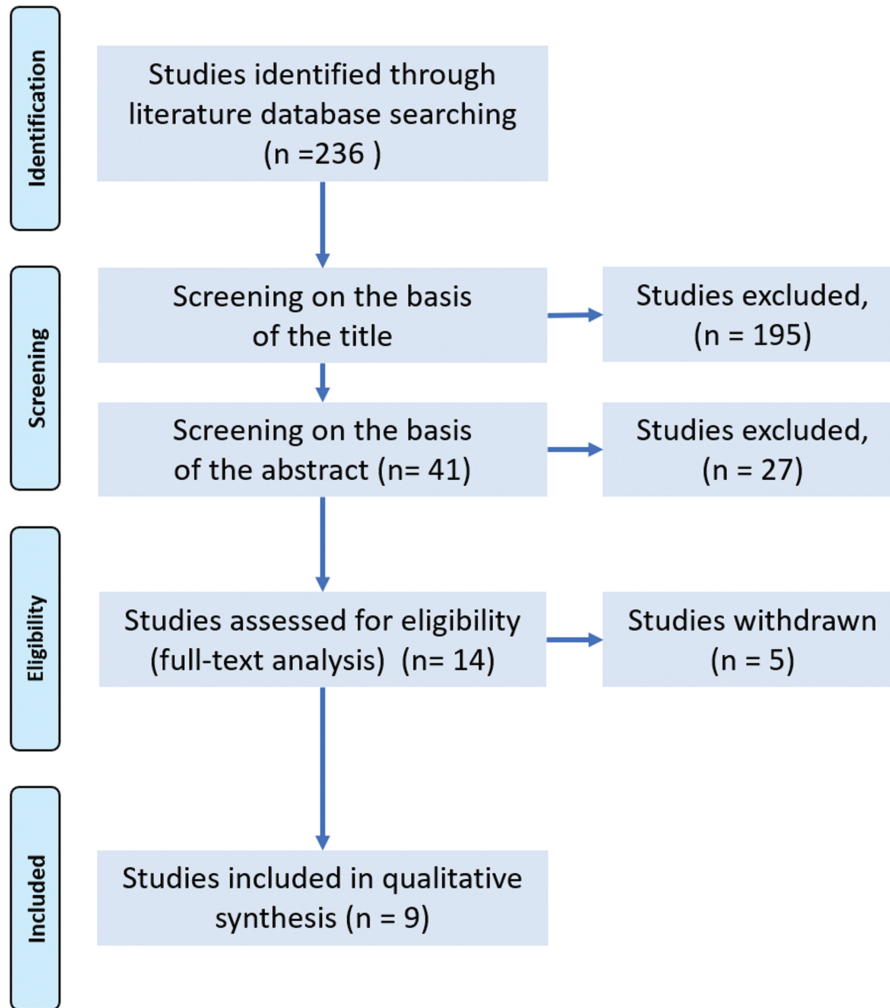 Identification
Studies identified through
literature database searching
(n =236 )
Screening
Screening on the basis
of the title
Studies excluded,
(n = 195)
Screening on the basis
of the abstract (n= 41)
Studies excluded,
(n = 27)
Eligibility
Studies assessed for eligibility
(full-text analysis)  (n= 14)
Studies withdrawn
(n = 5)
Included
Studies included in qualitative
synthesis (n = 9)